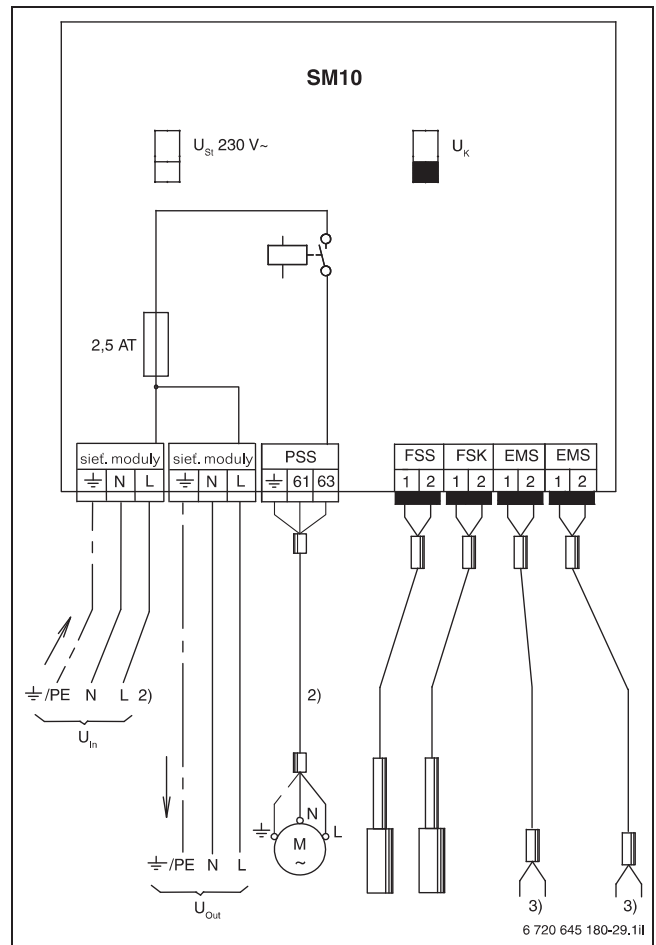 SM10
U_St 230 V~
U_K
2,5 AT
sieť. moduly sieť. moduly PSS FSS FSK EMS EMS
⏚ N L ⏚ N L ⏚ 61 63 1 2 1 2 1 2 1 2
⏚/PE N L 2)
U_In
2)
⏚ N L
M
~
⏚/PE N L
U_Out
3) 3)
6 720 645 180-29.1il